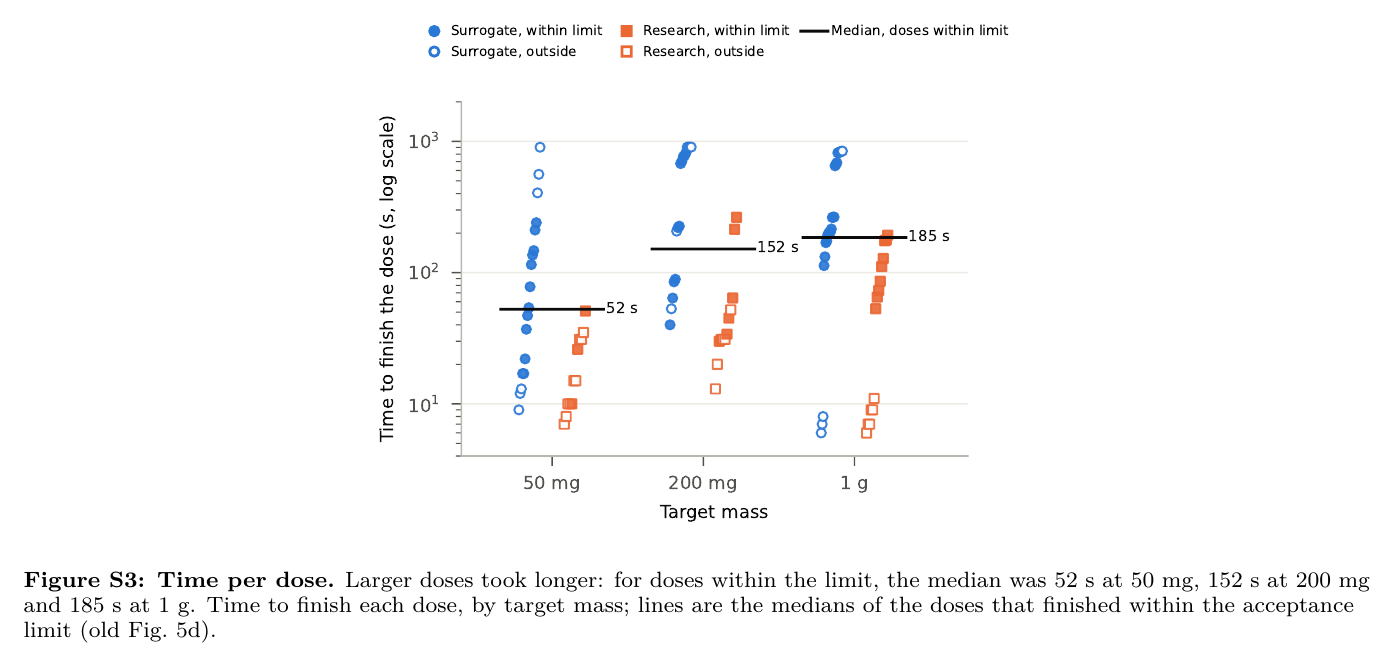 Surrogate, within limit Research, within limit Median, doses within limit
Surrogate, outside Research, outside
Time to finish the dose (s, log scale)
10³
10²
10¹
52 s
152 s
185 s
50 mg 200 mg 1 g
Target mass
Figure S3: Time per dose. Larger doses took longer: for doses within the limit, the median was 52 s at 50 mg, 152 s at 200 mg
and 185 s at 1 g. Time to finish each dose, by target mass; lines are the medians of the doses that finished within the acceptance
limit (old Fig. 5d).